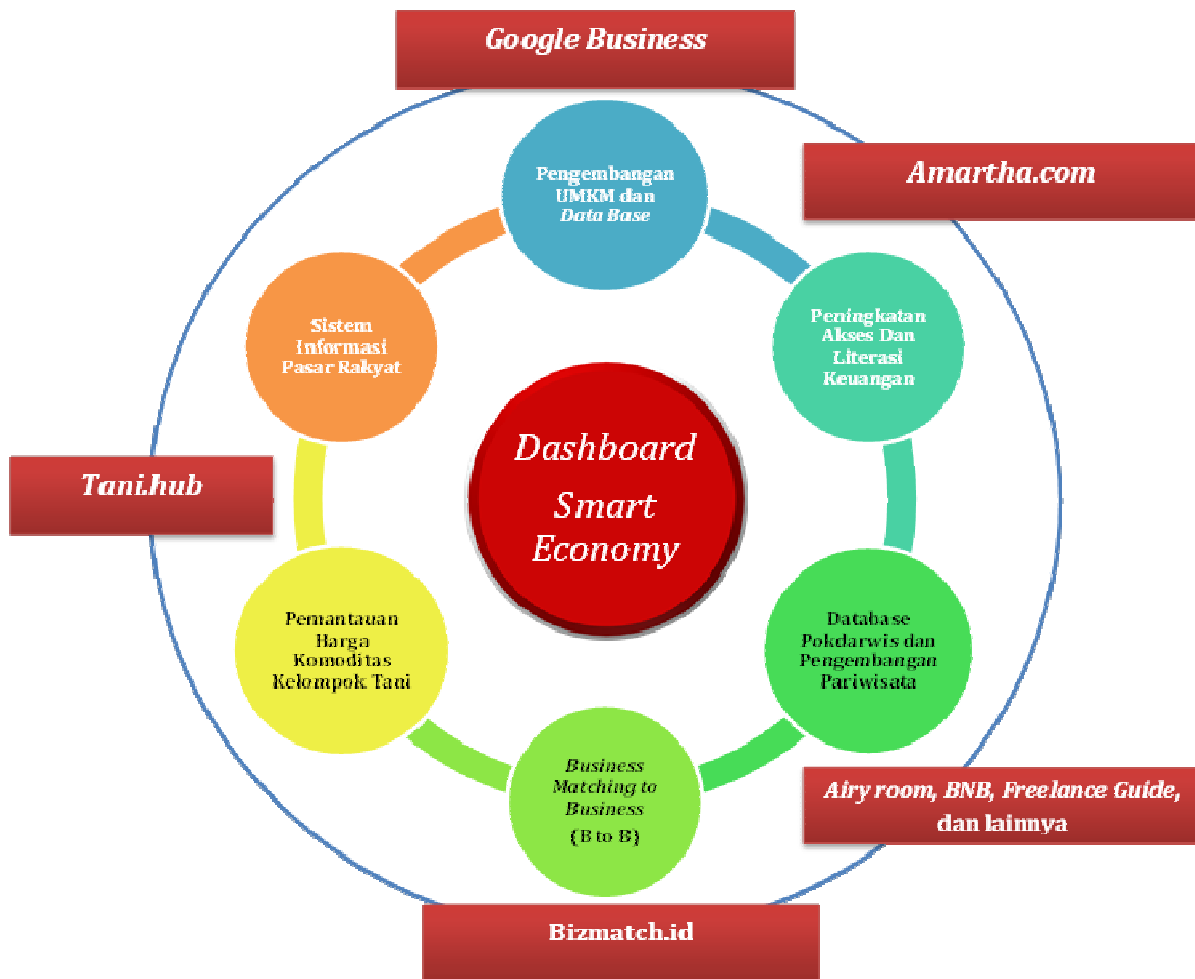 Google Business
Amartha.com
Pengembangan
UMKM dan
Data Base
Peningkatan
Akses Dan
Literasi
Keuangan
Sistem
Informasi
Pasar Rakyat
Dashboard
Smart
Economy
Tani.hub
Pemantauan
Harga
Komoditas
Kelompok Tani
Database
Pokdarwis dan
Pengembangan
Pariwisata
Business
Matching to
Business
(B to B)
Airy room, BNB, Freelance Guide,
dan lainnya
Bizmatch.id